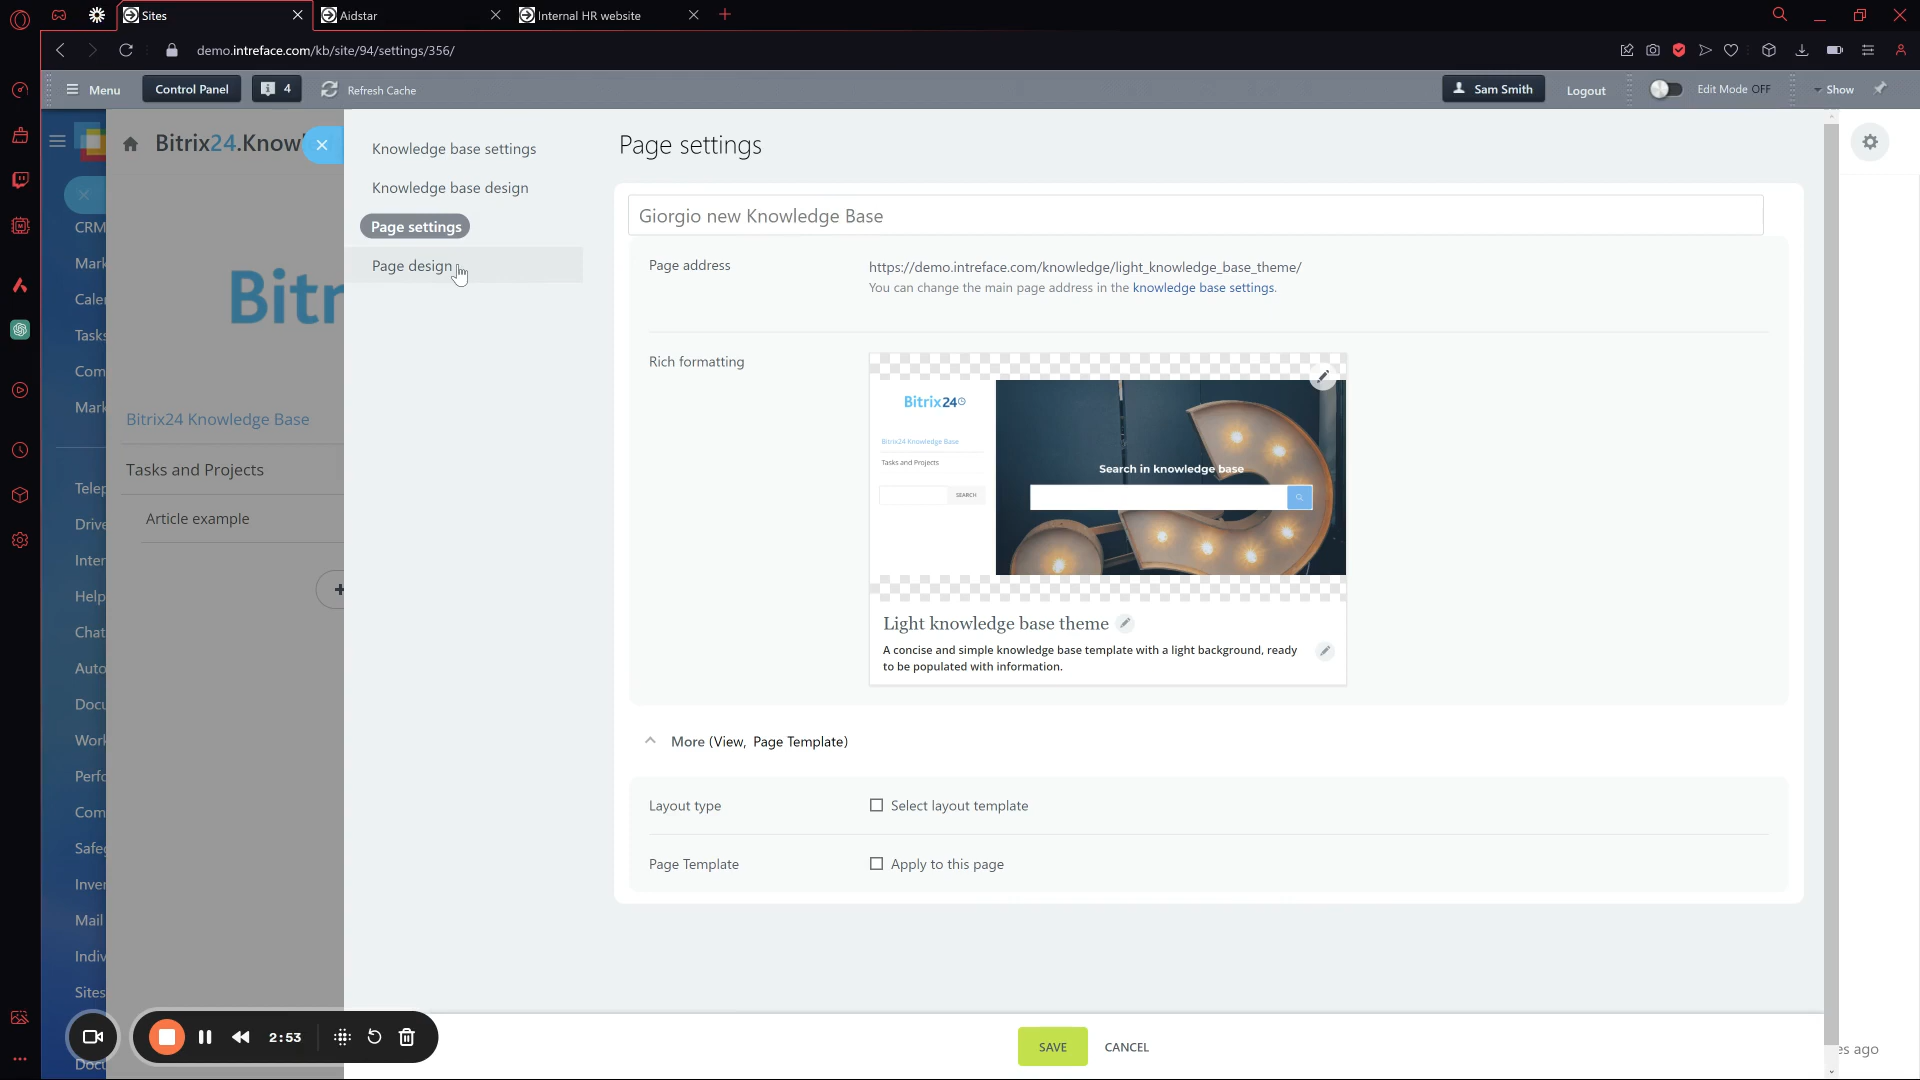 Sites
Aidstar
Internal HR website
demo.intreface.com/kb/site/94/settings/356/
Menu
Control Panel
4
Refresh Cache
Sam Smith
Logout
Edit Mode OFF
Show
Bitrix24.Know
CRM
Mark
Caler
Tasks
Com
Mark
Telep
Drive
Inter
Help
Chat
Auto
Docu
Work
Perfo
Com
Safeg
Inver
Mail
Indiv
Sites
Docu
Bitr
Bitrix24 Knowledge Base
Tasks and Projects
Article example
+
Knowledge base settings
Knowledge base design
Page settings
Page design
Page settings
Giorgio new Knowledge Base
Page address
https://demo.intreface.com/knowledge/light_knowledge_base_theme/
You can change the main page address in the knowledge base settings.
Rich formatting
Bitrix24
Bitrix24 Knowledge Base
Tasks and Projects
SEARCH
Search in knowledge base
Light knowledge base theme
A concise and simple knowledge base template with a light background, ready
to be populated with information.
More (View, Page Template)
Layout type
Select layout template
Page Template
Apply to this page
SAVE
CANCEL
es ago
2:53